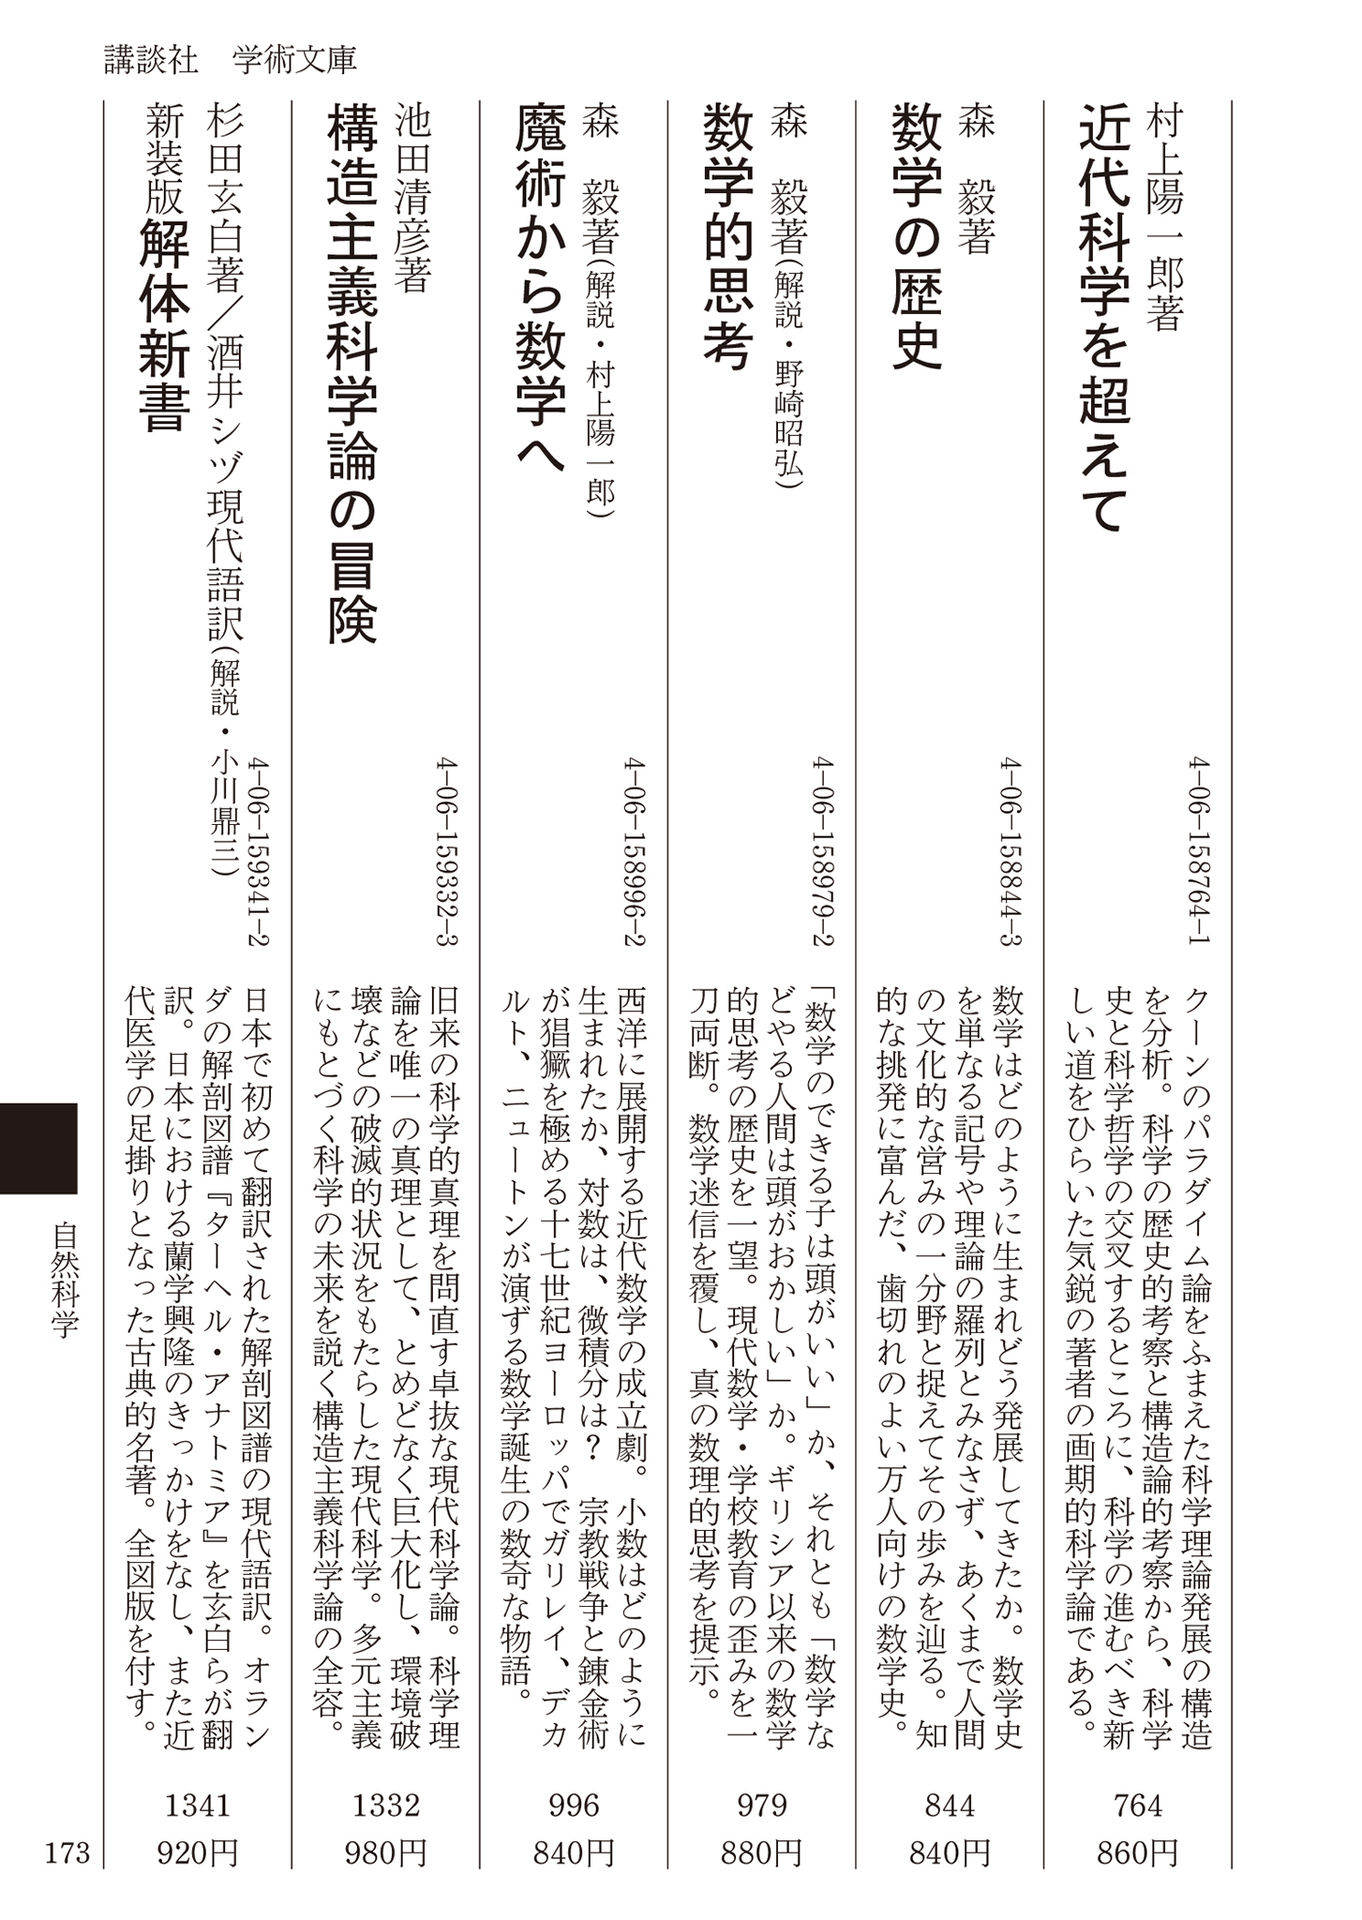 講談社　学術文庫
村上陽一郎著
近代科学を超えて
4-06-158764-1
クーンのパラダイム論をふまえた科学理論発展の構造
を分析。科学の歴史的考察と構造論的考察から、科学
史と科学哲学の交叉するところに、科学の進むべき新
しい道をひらいた気鋭の著者の画期的科学論である。
764
860円
森　毅著
数学の歴史
4-06-158844-3
数学はどのように生まれどう発展してきたか。数学史
を単なる記号や理論の羅列とみなさず、あくまで人間
の文化的な営みの一分野と捉えてその歩みを辿る。知
的な挑発に富んだ、歯切れのよい万人向けの数学史。
844
840円
森　毅著(解説・野崎昭弘)
数学的思考
4-06-158979-2
「数学のできる子は頭がいい」か、それとも「数学な
どやる人間は頭がおかしい」か。ギリシア以来の数学
的思考の歴史を一望。現代数学・学校教育の歪みを一
刀両断。数学迷信を覆し、真の数理的思考を提示。
979
880円
森　毅著(解説・村上陽一郎)
魔術から数学へ
4-06-158996-2
西洋に展開する近代数学の成立劇。小数はどのように
生まれたか、対数は、微積分は？　宗教戦争と錬金術
が猖獗を極める十七世紀ヨーロッパでガリレイ、デカ
ルト、ニュートンが演ずる数学誕生の数奇な物語。
996
840円
池田清彦著
構造主義科学論の冒険
4-06-159332-3
旧来の科学的真理を問直す卓抜な現代科学論。科学理
論を唯一の真理として、とめどなく巨大化し、環境破
壊などの破滅的状況をもたらした現代科学。多元主義
にもとづく科学の未来を説く構造主義科学論の全容。
1332
980円
杉田玄白著／酒井シヅ現代語訳(解説・小川鼎三)
新装版解体新書
4-06-159341-2
日本で初めて翻訳された解剖図譜の現代語訳。オラン
ダの解剖図譜『ターヘル・アナトミア』を玄白らが翻
訳。日本における蘭学興隆のきっかけをなし、また近
代医学の足掛りとなった古典的名著。全図版を付す。
1341
920円
自然科学
173